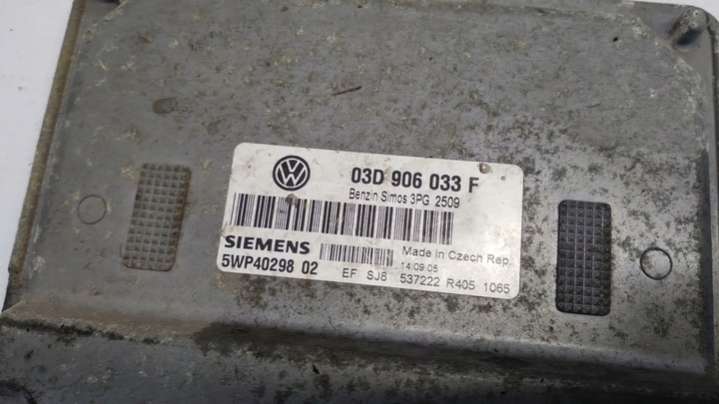 03D 906 033 F
Benzin Simos 3PG 2509
SIEMENS
Made in Czech Rep.
14.09.05
5WP40298 02
EF SJ8 537222 R405 1065